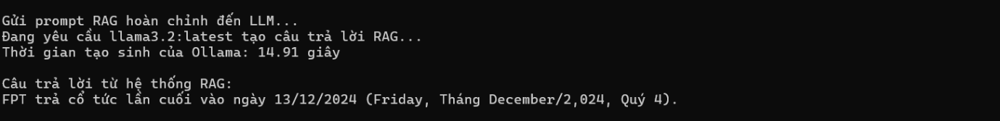 Gửi prompt RAG hoàn chỉnh đến LLM...
Đang yêu cầu llama3.2:latest tạo câu trả lời RAG...
Thời gian tạo sinh của Ollama: 14.91 giây
Câu trả lời từ hệ thống RAG:
FPT trả cổ tức lần cuối vào ngày 13/12/2024 (Friday, Tháng December/2,024, Quý 4).